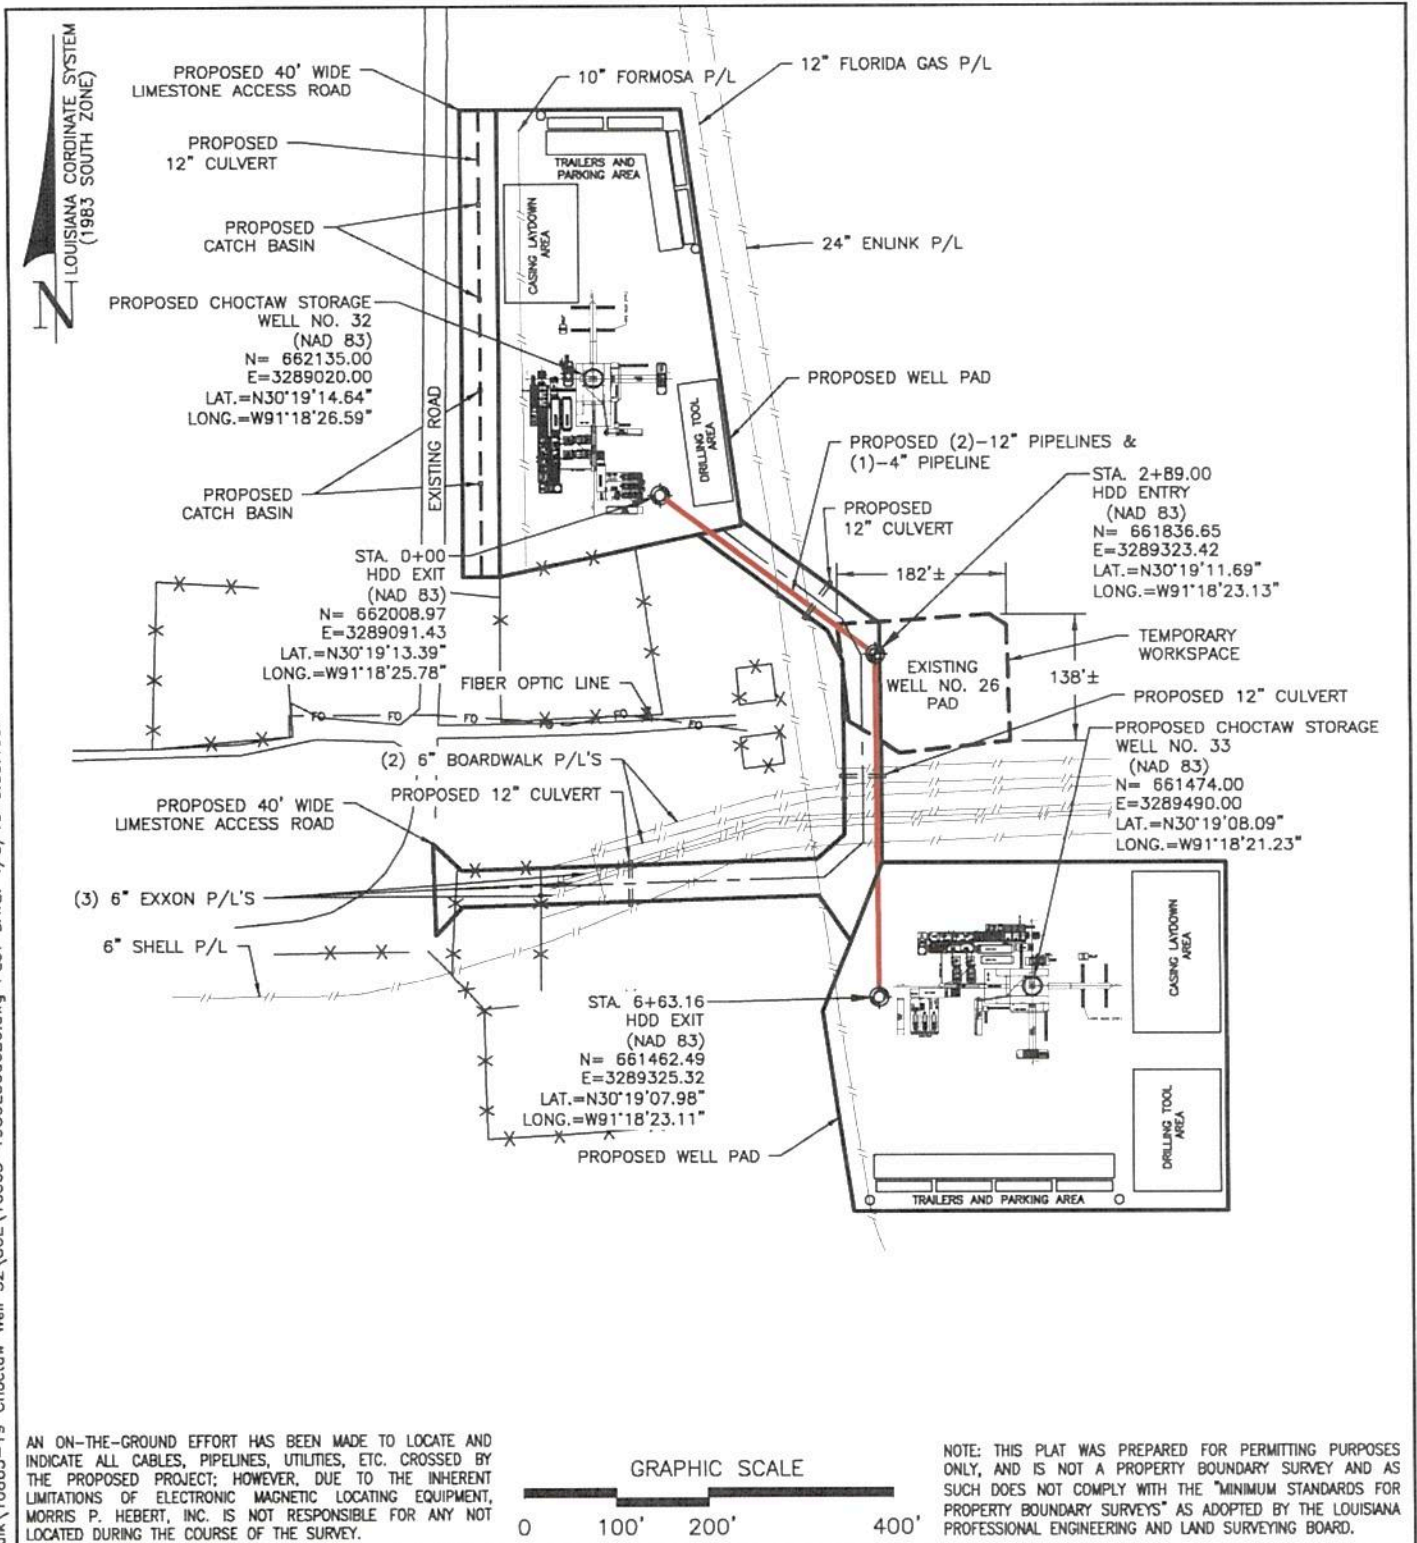 LOUISIANA CORDINATE SYSTEM
(1983 SOUTH ZONE)
N
PROPOSED 40' WIDE
LIMESTONE ACCESS ROAD
10" FORMOSA P/L
12" FLORIDA GAS P/L
PROPOSED
12" CULVERT
TRAILERS AND
PARKING AREA
PROPOSED
CATCH BASIN
CASING LAYDOWN
AREA
24" ENLINK P/L
PROPOSED CHOCTAW STORAGE
WELL NO. 32
(NAD 83)
N= 662135.00
E=3289020.00
LAT.=N30°19'14.64"
LONG.=W91°18'26.59"
EXISTING ROAD
PROPOSED WELL PAD
DRILLING TOOL
AREA
PROPOSED (2)-12" PIPELINES &
(1)-4" PIPELINE
PROPOSED
CATCH BASIN
PROPOSED
12" CULVERT
STA. 2+89.00
HDD ENTRY
(NAD 83)
N= 661836.65
E=3289323.42
LAT.=N30°19'11.69"
LONG.=W91°18'23.13"
STA. 0+00
HDD EXIT
(NAD 83)
N= 662008.97
E=3289091.43
LAT.=N30°19'13.39"
LONG.=W91°18'25.78"
182'±
TEMPORARY
WORKSPACE
EXISTING
WELL NO. 26
PAD
138'±
FIBER OPTIC LINE
FO
FO
FO
FO
FO
PROPOSED 12" CULVERT
(2) 6" BOARDWALK P/L'S
PROPOSED 12" CULVERT
PROPOSED CHOCTAW STORAGE
WELL NO. 33
(NAD 83)
N= 661474.00
E=3289490.00
LAT.=N30°19'08.09"
LONG.=W91°18'21.23"
PROPOSED 40' WIDE
LIMESTONE ACCESS ROAD
(3) 6" EXXON P/L'S
6" SHELL P/L
CASING LAYDOWN
AREA
STA. 6+63.16
HDD EXIT
(NAD 83)
N= 661462.49
E=3289325.32
LAT.=N30°19'07.98"
LONG.=W91°18'23.11"
DRILLING TOOL
AREA
PROPOSED WELL PAD
TRAILERS AND PARKING AREA
AN ON-THE-GROUND EFFORT HAS BEEN MADE TO LOCATE AND
INDICATE ALL CABLES, PIPELINES, UTILITIES, ETC. CROSSED BY
THE PROPOSED PROJECT; HOWEVER, DUE TO THE INHERENT
LIMITATIONS OF ELECTRONIC MAGNETIC LOCATING EQUIPMENT,
MORRIS P. HEBERT, INC. IS NOT RESPONSIBLE FOR ANY NOT
LOCATED DURING THE COURSE OF THE SURVEY.
GRAPHIC SCALE
0 100' 200' 400'
NOTE: THIS PLAT WAS PREPARED FOR PERMITTING PURPOSES
ONLY, AND IS NOT A PROPERTY BOUNDARY SURVEY AND AS
SUCH DOES NOT COMPLY WITH THE "MINIMUM STANDARDS FOR
PROPERTY BOUNDARY SURVEYS" AS ADOPTED BY THE LOUISIANA
PROFESSIONAL ENGINEERING AND LAND SURVEYING BOARD.